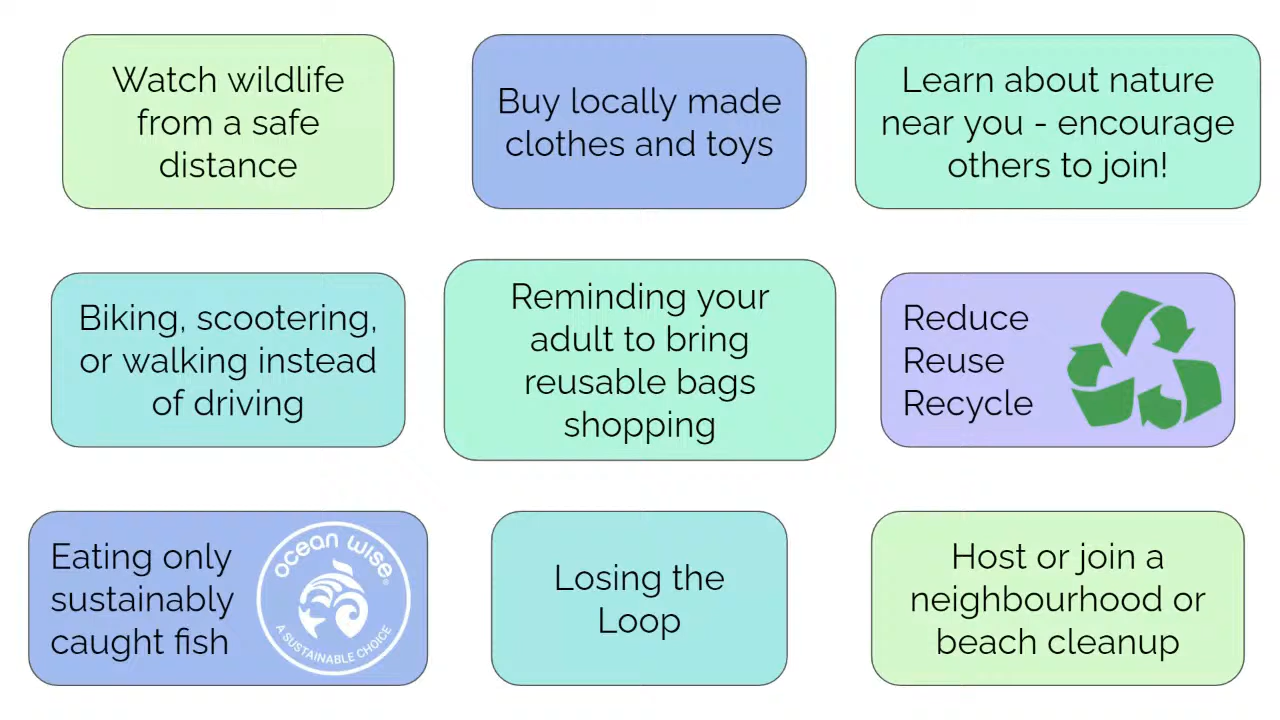 Watch wildlife
from a safe
distance
Buy locally made
clothes and toys
Learn about nature
near you - encourage
others to join!
Biking, scootering,
or walking instead
of driving
Reminding your
adult to bring
reusable bags
shopping
Reduce
Reuse
Recycle
Eating only
sustainably
caught fish
ocean wise®
A SUSTAINABLE CHOICE
Losing the
Loop
Host or join a
neighbourhood or
beach cleanup